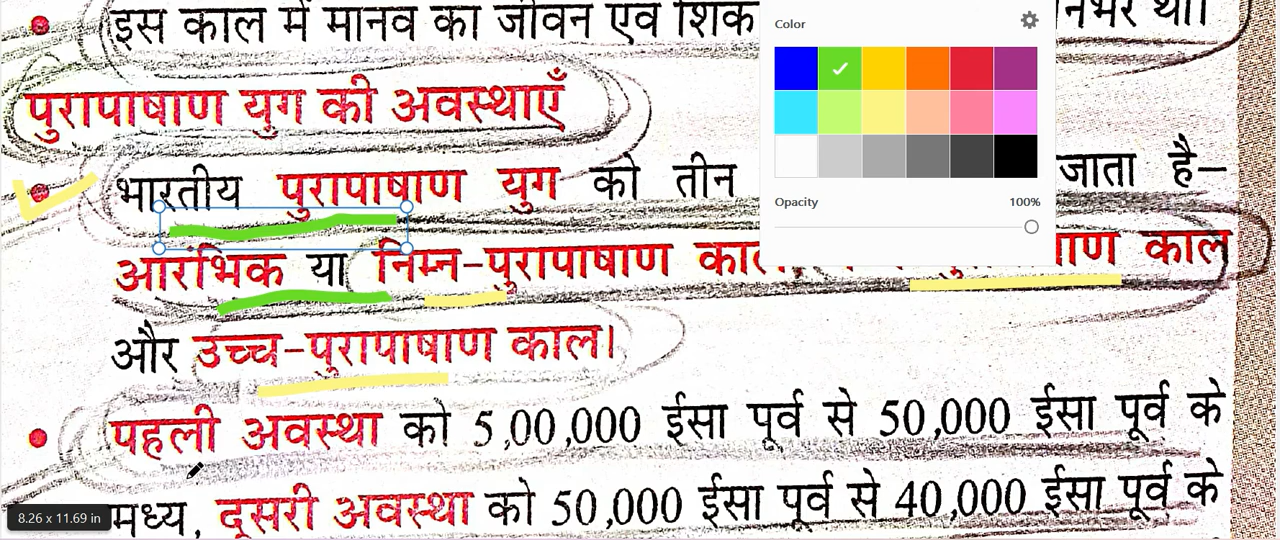 इस काल में मानव का जीवन एवं शिक
निर्भर था।
Color
पुरापाषाण युग की अवस्थाएँ
भारतीय पुरापाषाण युग को तीन
जाता है–
Opacity 100%
आरंभिक या निम्न-पुरापाषाण काल
काल
और उच्च-पुरापाषाण काल।
पहली अवस्था को 5,00,000 ईसा पूर्व से 50,000 ईसा पूर्व के
मध्य, दूसरी अवस्था को 50,000 ईसा पूर्व से 40,000 ईसा पूर्व के
8.26 x 11.69 in